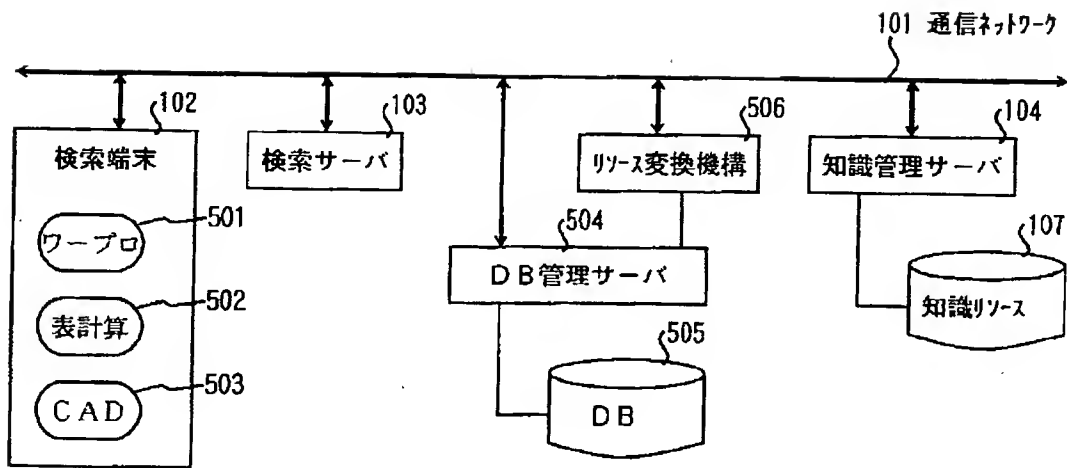 101 通信ネットワーク
102
103
506
104
検索端末
検索サーバ
リソース変換機構
知識管理サーバ
501
ワープロ
504
DB管理サーバ
107
知識リソース
502
表計算
505
DB
503
CAD